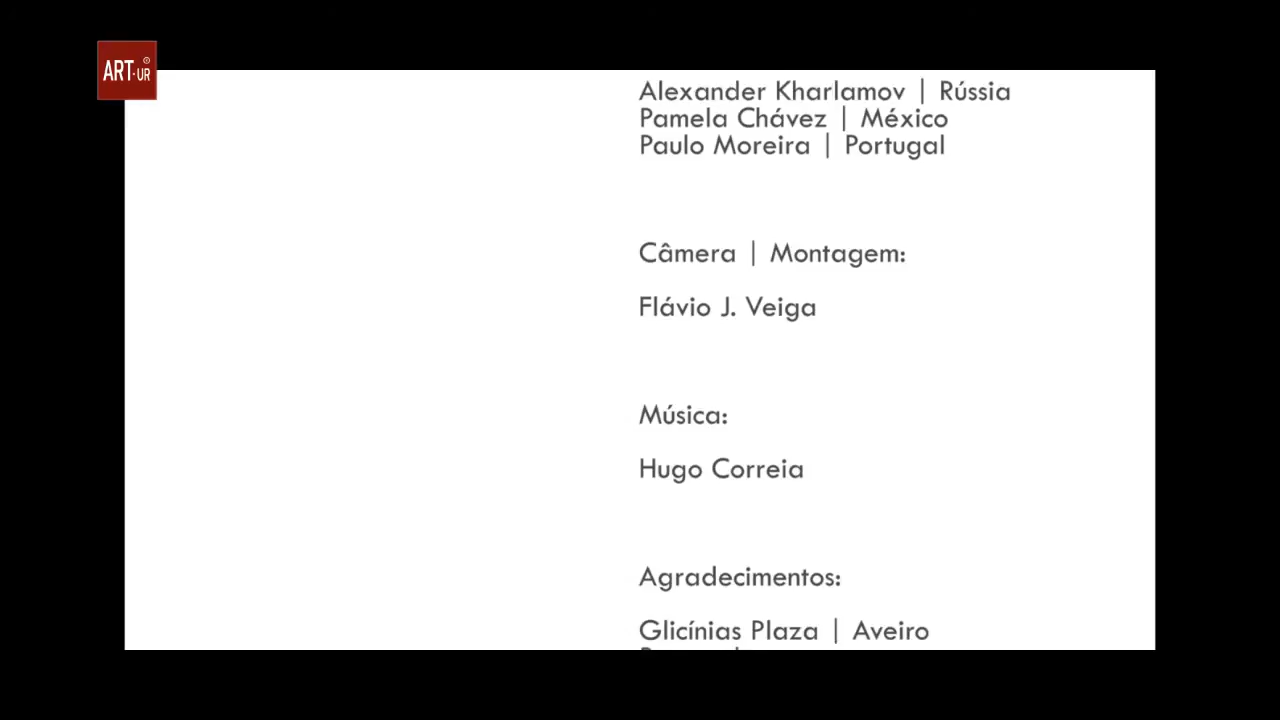 ART·UR
Alexander Kharlamov | Rússia
Pamela Chávez | México
Paulo Moreira | Portugal
Câmera | Montagem:
Flávio J. Veiga
Música:
Hugo Correia
Agradecimentos:
Glicínias Plaza | Aveiro